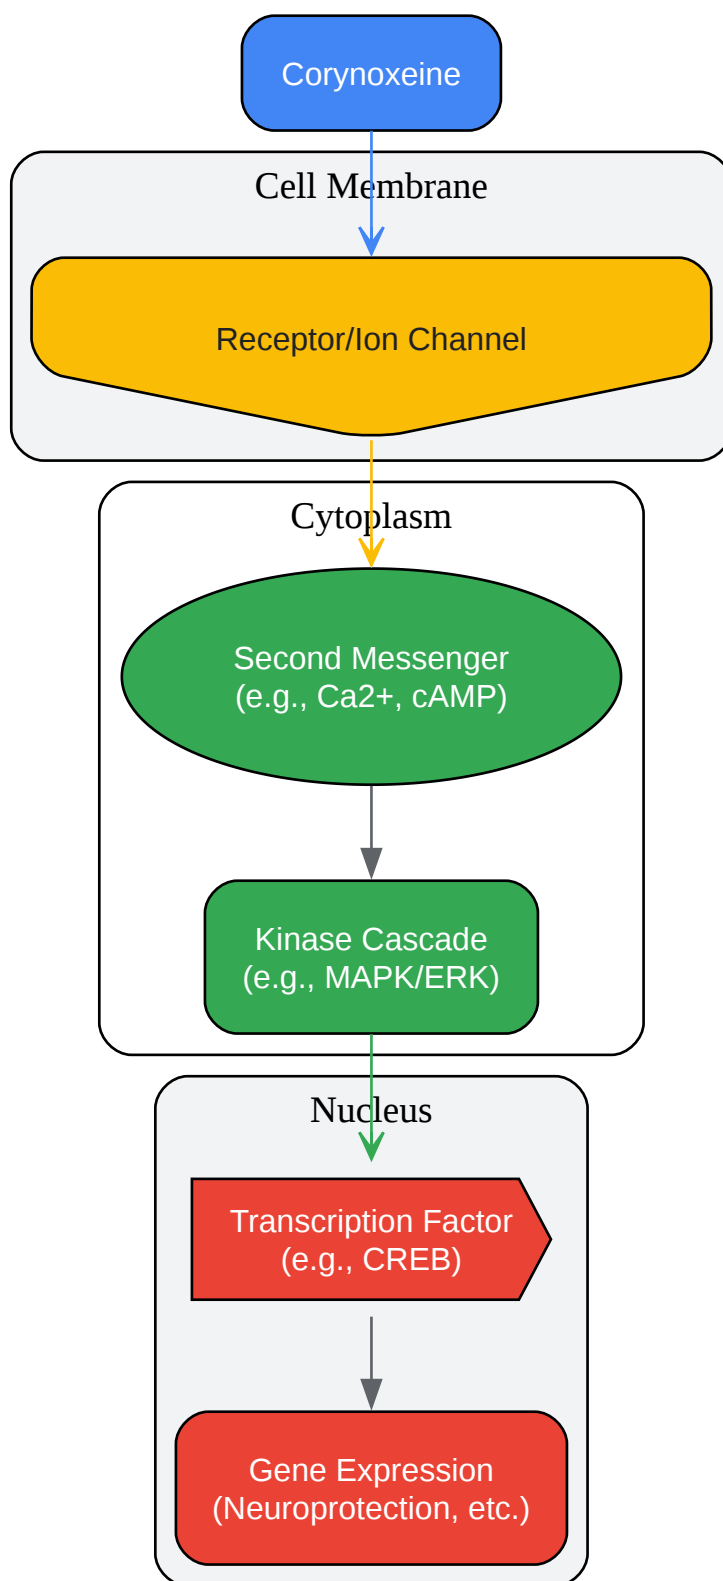 Corynoxeine
Cell Membrane
Receptor/Ion Channel
Cytoplasm
Second Messenger
(e.g., Ca2+, cAMP)
Kinase Cascade
(e.g., MAPK/ERK)
Nucleus
Transcription Factor
(e.g., CREB)
Gene Expression
(Neuroprotection, etc.)